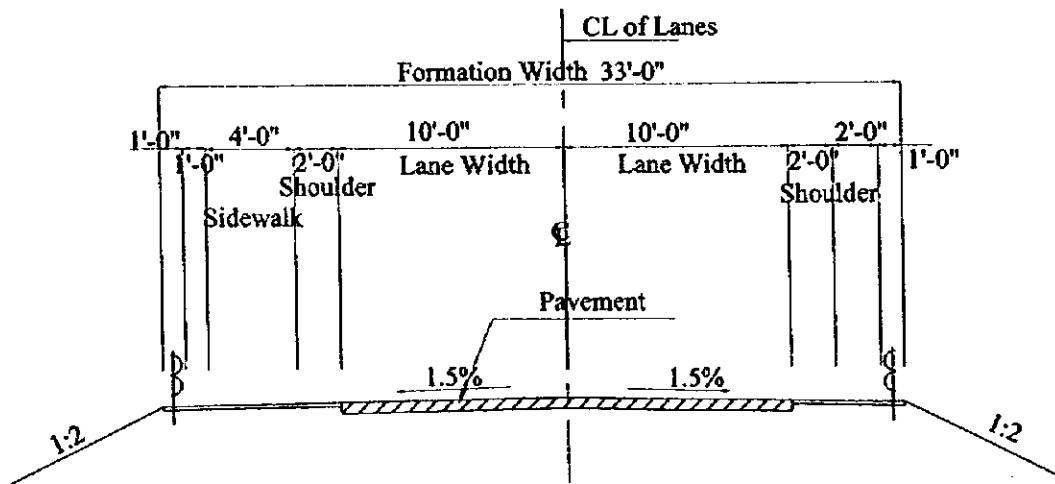 CL of Lanes
Formation Width 33'-0"
1'-0" 4'-0" 10'-0" 10'-0" 2'-0"
1'-0" 2'-0" Lane Width Lane Width 2'-0" 1'-0"
Shoulder Shoulder
Sidewalk
℄
Pavement
1.5% 1.5%
1:2 1:2